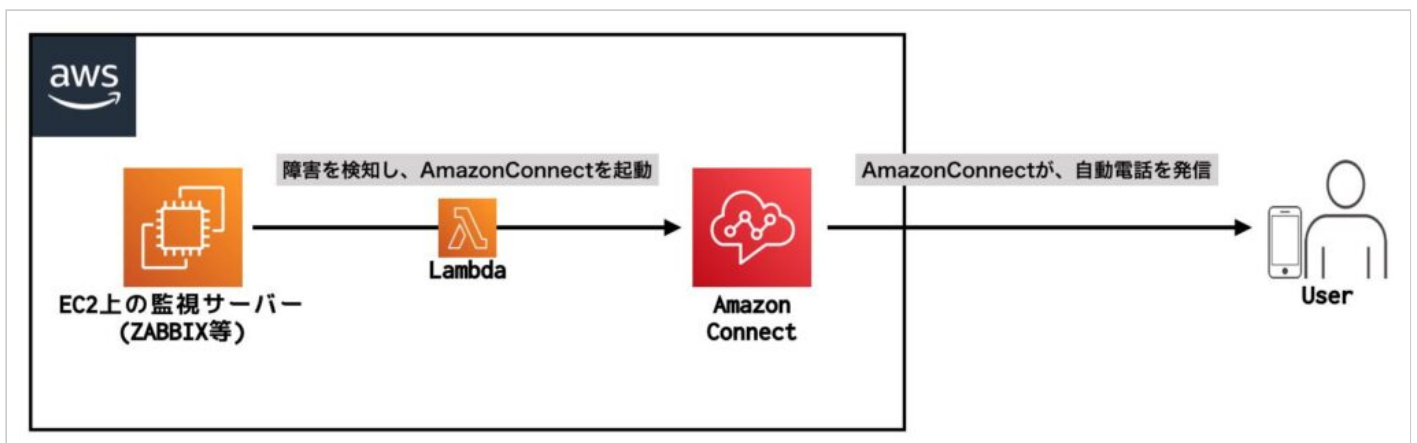 aws
障害を検知し、AmazonConnectを起動
AmazonConnectが、自動電話を発信
Lambda
EC2上の監視サーバー
(ZABBIX等)
Amazon
Connect
User